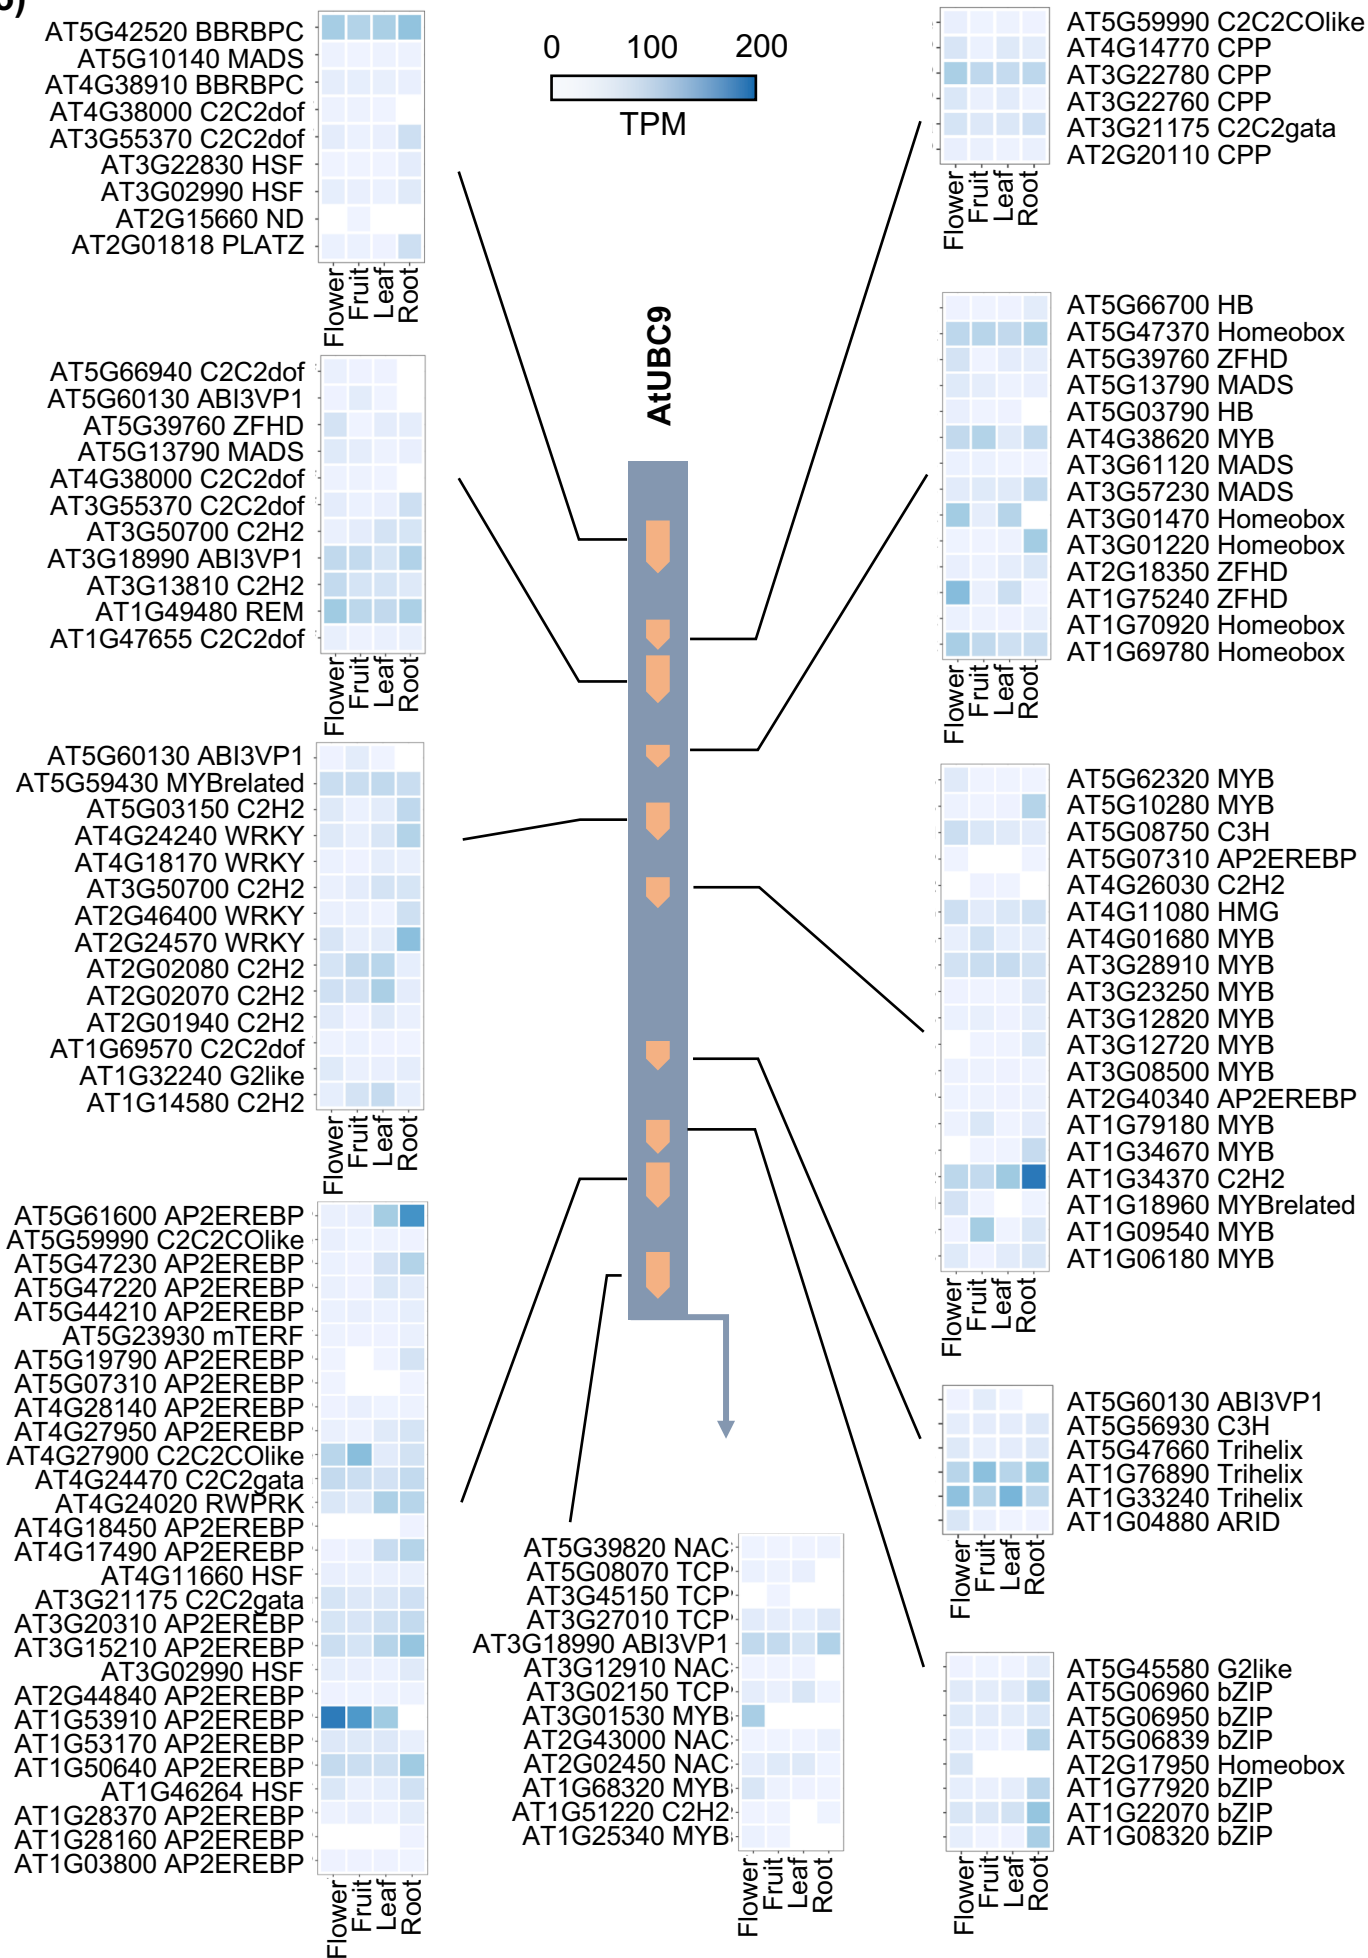 AT5G42520 BBRBPC
AT5G10140 MADS
AT4G38910 BBRBPC
AT4G38000 C2C2dof
AT3G55370 C2C2dof
AT3G22830 HSF
AT3G02990 HSF
AT2G15660 ND
AT2G01818 PLATZ
Flower
Fruit
Leaf
Root
AT5G66940 C2C2dof
AT5G60130 ABI3VP1
AT5G39760 ZFHD
AT5G13790 MADS
AT4G38000 C2C2dof
AT3G55370 C2C2dof
AT3G50700 C2H2
AT3G18990 ABI3VP1
AT3G13810 C2H2
AT1G49480 REM
AT1G47655 C2C2dof
Flower
Fruit
Leaf
Root
AT5G60130 ABI3VP1
AT5G59430 MYBrelated
AT5G03150 C2H2
AT4G24240 WRKY
AT4G18170 WRKY
AT3G50700 C2H2
AT2G46400 WRKY
AT2G24570 WRKY
AT2G02080 C2H2
AT2G02070 C2H2
AT2G01940 C2H2
AT1G69570 C2C2dof
AT1G32240 G2like
AT1G14580 C2H2
Flower
Fruit
Leaf
Root
AT5G61600 AP2EREBP
AT5G59990 C2C2COlike
AT5G47230 AP2EREBP
AT5G47220 AP2EREBP
AT5G44210 AP2EREBP
AT5G23930 mTERF
AT5G19790 AP2EREBP
AT5G07310 AP2EREBP
AT4G28140 AP2EREBP
AT4G27950 AP2EREBP
AT4G27900 C2C2COlike
AT4G24470 C2C2gata
AT4G24020 RWPRK
AT4G18450 AP2EREBP
AT4G17490 AP2EREBP
AT4G11660 HSF
AT3G21175 C2C2gata
AT3G20310 AP2EREBP
AT3G15210 AP2EREBP
AT3G02990 HSF
AT2G44840 AP2EREBP
AT1G53910 AP2EREBP
AT1G53170 AP2EREBP
AT1G50640 AP2EREBP
AT1G46264 HSF
AT1G28370 AP2EREBP
AT1G28160 AP2EREBP
AT1G03800 AP2EREBP
Flower
Fruit
Leaf
Root
0 100 200
TPM
AtUBC9
AT5G39820 NAC
AT5G08070 TCP
AT3G45150 TCP
AT3G27010 TCP
AT3G18990 ABI3VP1
AT3G12910 NAC
AT3G02150 TCP
AT3G01530 MYB
AT2G43000 NAC
AT2G02450 NAC
AT1G68320 MYB
AT1G51220 C2H2
AT1G25340 MYB
Flower
Fruit
Leaf
Root
AT5G59990 C2C2COlike
AT4G14770 CPP
AT3G22780 CPP
AT3G22760 CPP
AT3G21175 C2C2gata
AT2G20110 CPP
Flower
Fruit
Leaf
Root
AT5G66700 HB
AT5G47370 Homeobox
AT5G39760 ZFHD
AT5G13790 MADS
AT5G03790 HB
AT4G38620 MYB
AT3G61120 MADS
AT3G57230 MADS
AT3G01470 Homeobox
AT3G01220 Homeobox
AT2G18350 ZFHD
AT1G75240 ZFHD
AT1G70920 Homeobox
AT1G69780 Homeobox
Flower
Fruit
Leaf
Root
AT5G62320 MYB
AT5G10280 MYB
AT5G08750 C3H
AT5G07310 AP2EREBP
AT4G26030 C2H2
AT4G11080 HMG
AT4G01680 MYB
AT3G28910 MYB
AT3G23250 MYB
AT3G12820 MYB
AT3G12720 MYB
AT3G08500 MYB
AT2G40340 AP2EREBP
AT1G79180 MYB
AT1G34670 MYB
AT1G34370 C2H2
AT1G18960 MYBrelated
AT1G09540 MYB
AT1G06180 MYB
Flower
Fruit
Leaf
Root
AT5G60130 ABI3VP1
AT5G56930 C3H
AT5G47660 Trihelix
AT1G76890 Trihelix
AT1G33240 Trihelix
AT1G04880 ARID
Flower
Fruit
Leaf
Root
AT5G45580 G2like
AT5G06960 bZIP
AT5G06950 bZIP
AT5G06839 bZIP
AT2G17950 Homeobox
AT1G77920 bZIP
AT1G22070 bZIP
AT1G08320 bZIP
Flower
Fruit
Leaf
Root